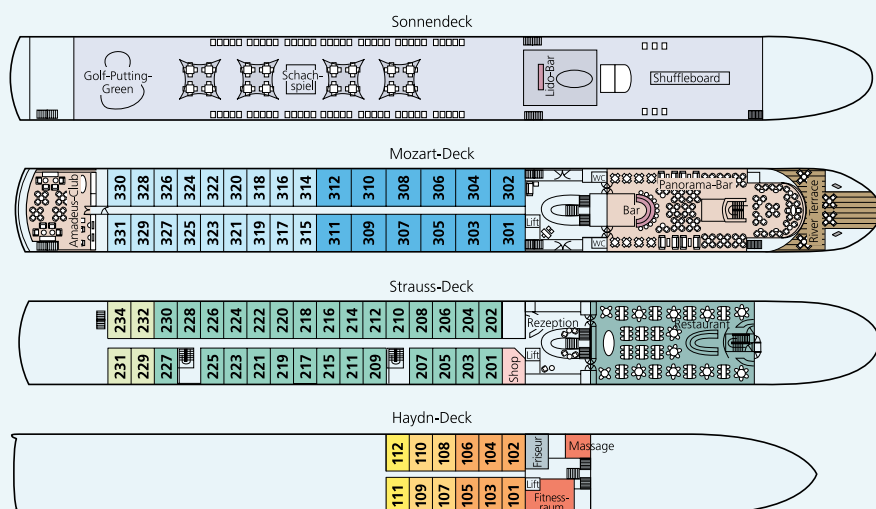 Sonnendeck
Golf-Putting-
Green
Schach-
spiel
Lido-Bar
Shuffleboard
Mozart-Deck
Amadeus-Club
330 328 326 324 322 320 318 316 314 312 310 308 306 304 302
331 329 327 325 323 321 319 317 315 311 309 307 305 303 301
WC
Lift
WC
Bar
Panorama-Bar
River Terrace
Strauss-Deck
234 232 230 228 226 224 222 220 218 216 214 212 210 208 206 204 202
231 229 227 225 223 221 219 217 215 211 209 207 205 203 201
Shop
Rezeption
Lift
Restaurant
Haydn-Deck
112 110 108 106 104 102
111 109 107 105 103 101
Friseur
Massage
Lift
Fitness-
raum